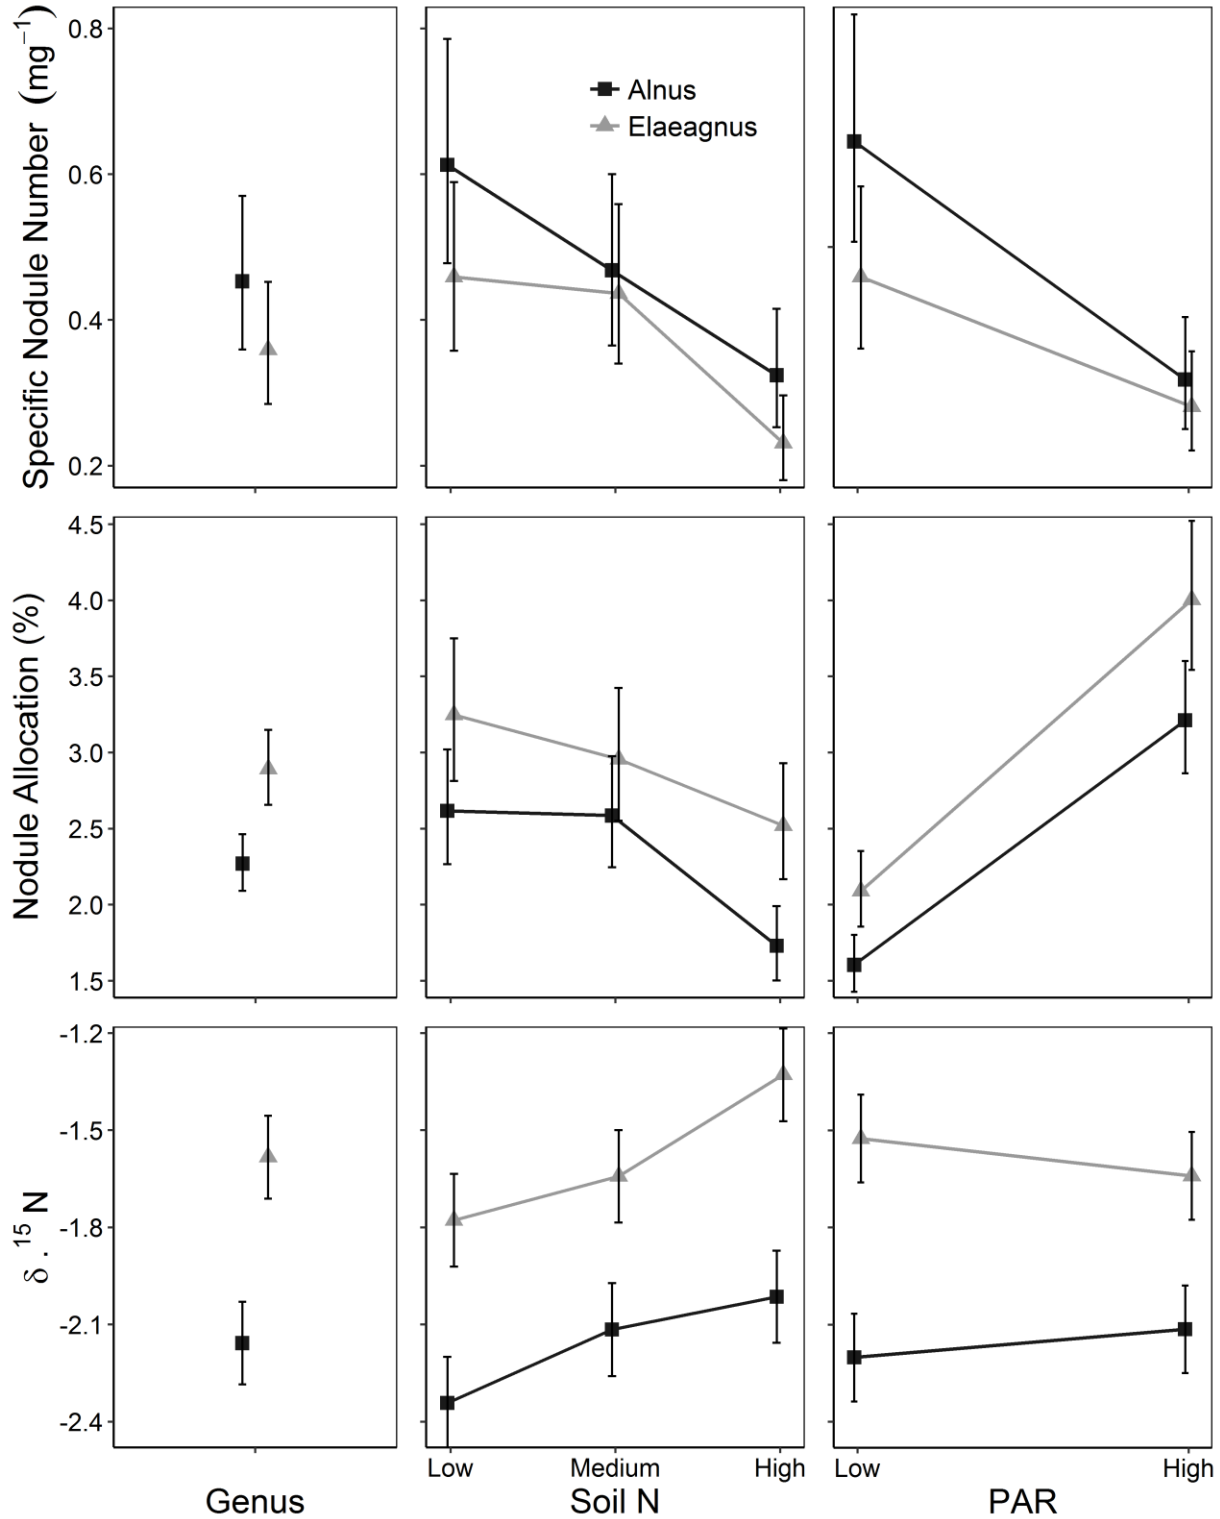 Specific Nodule Number (mg⁻¹)
0.8
0.6
0.4
0.2
Alnus
Elaeagnus
Nodule Allocation (%)
4.5
4.0
3.5
3.0
2.5
2.0
1.5
δ .¹⁵ N
-1.2
-1.5
-1.8
-2.1
-2.4
Low Medium High Low High
Genus Soil N PAR